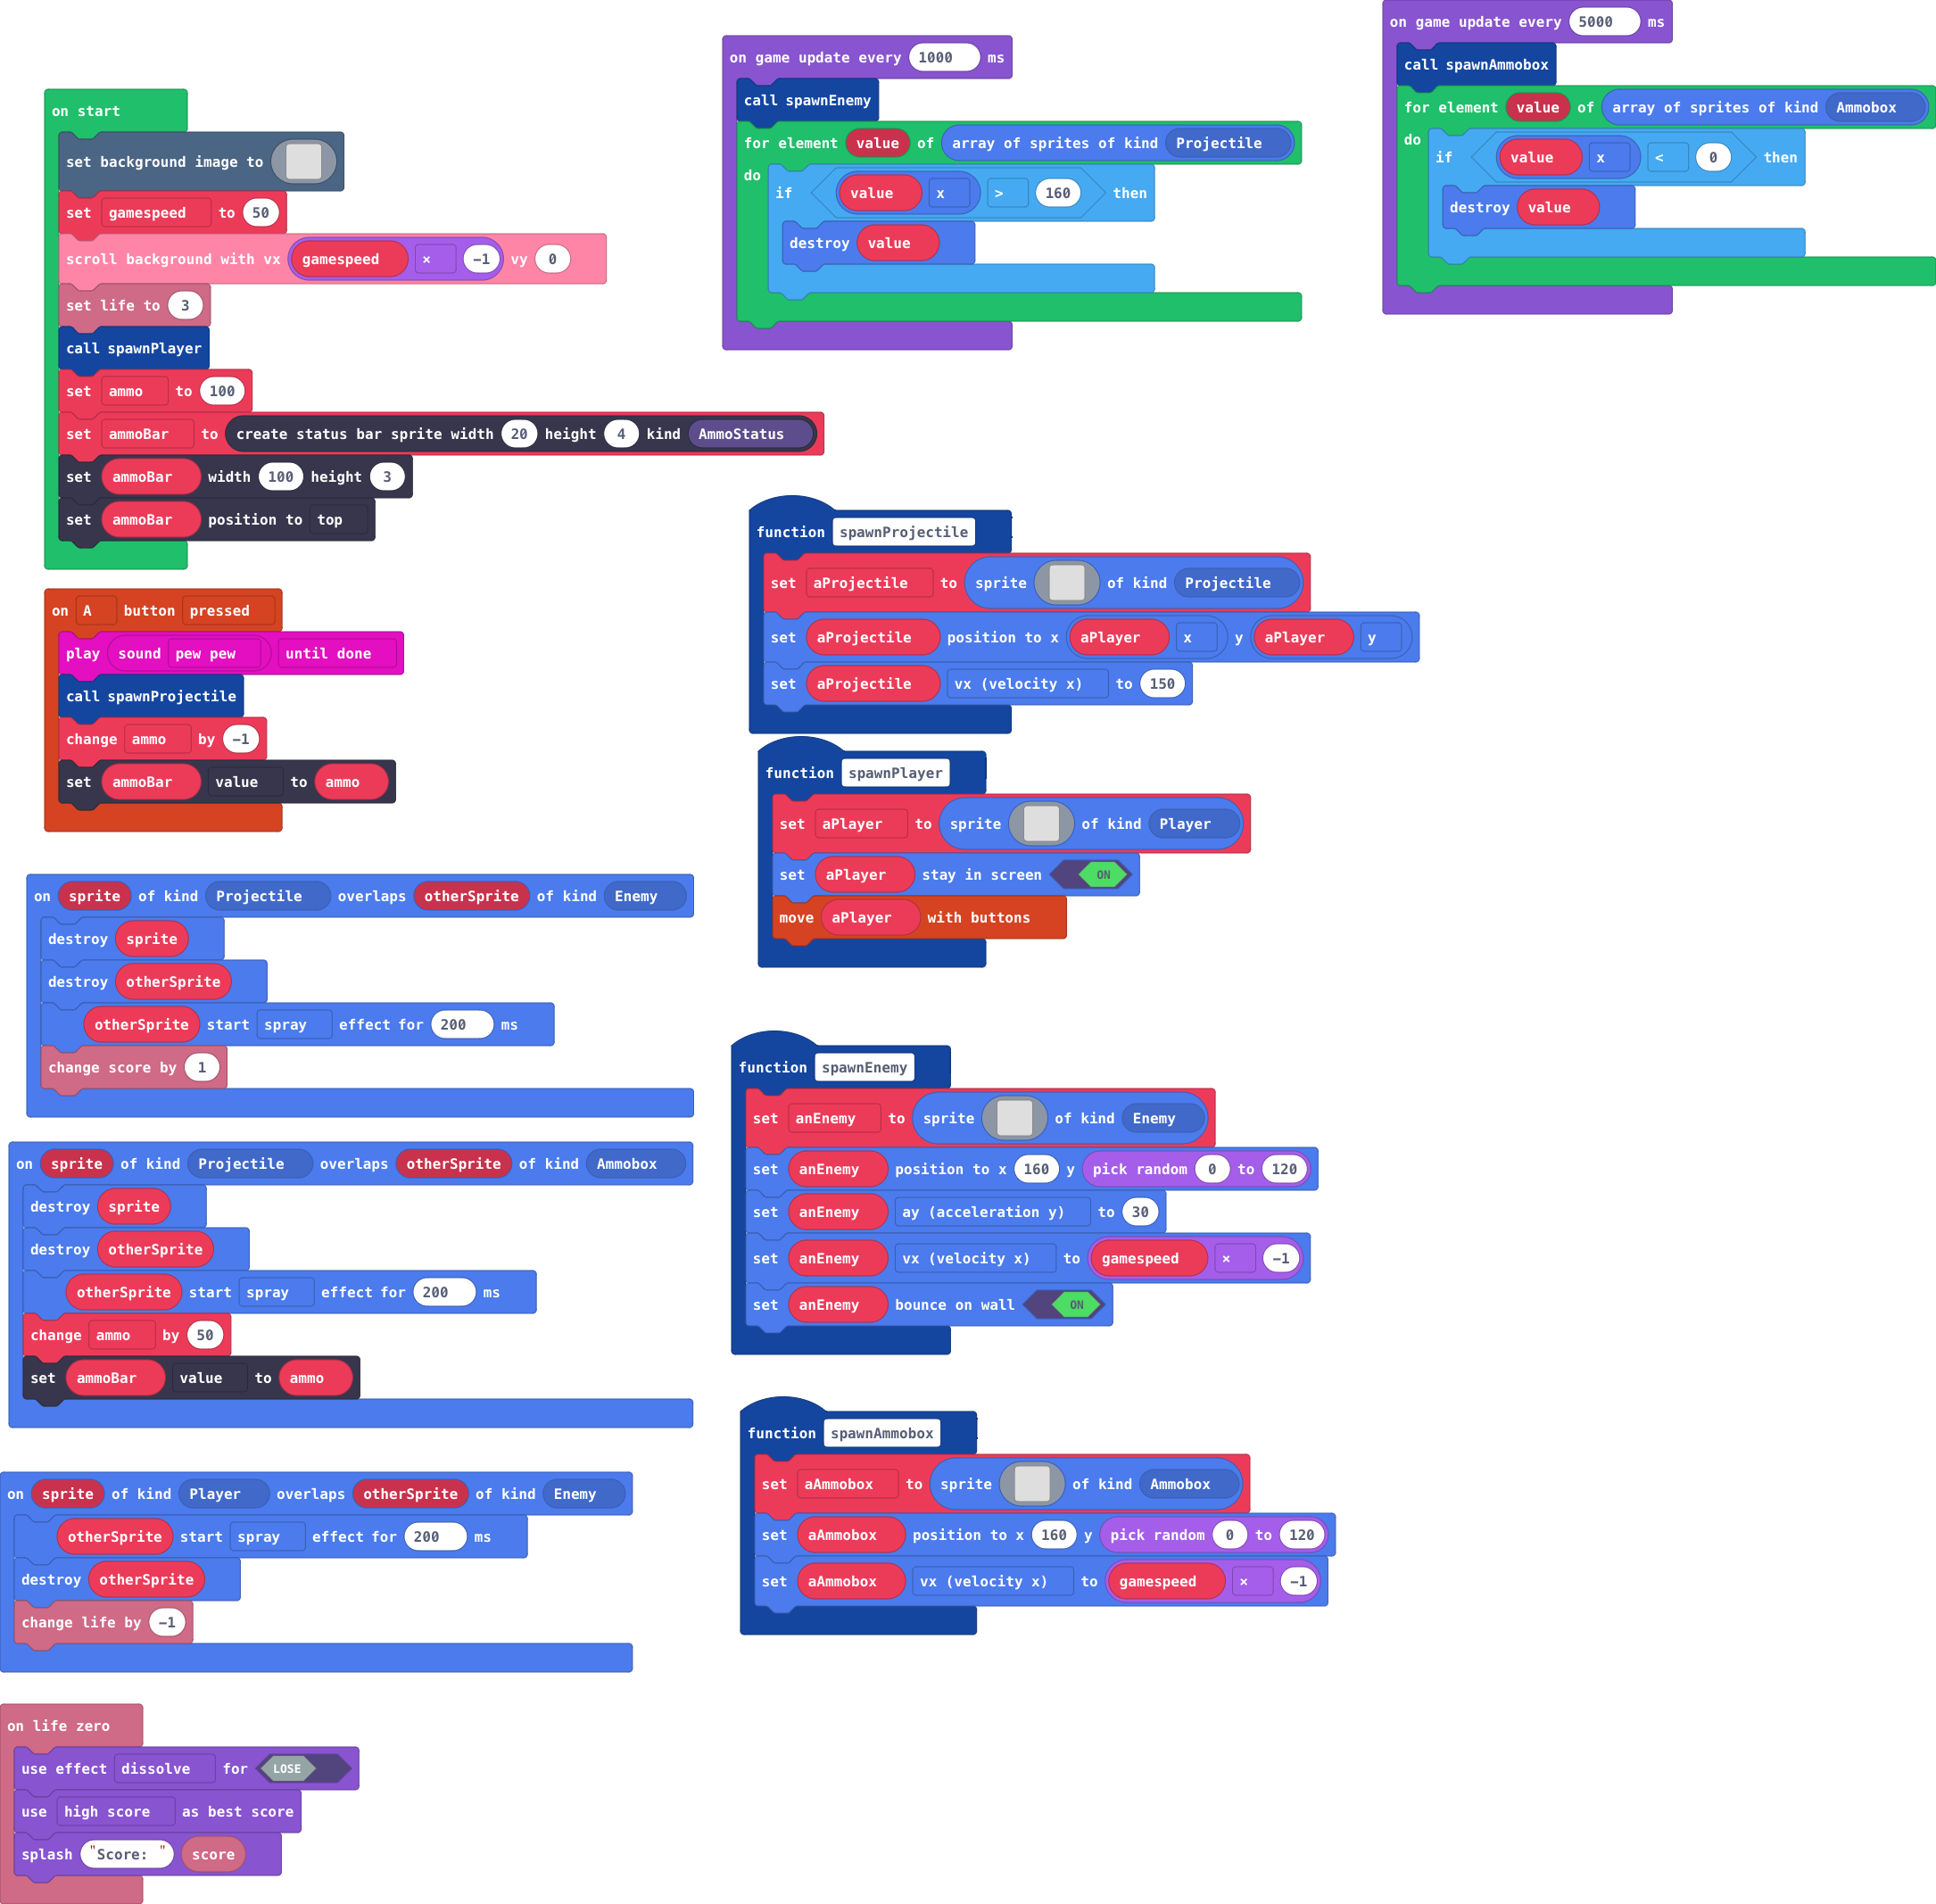 on start
set background image to
set gamespeed to 50
scroll background with vx gamespeed × -1 vy 0
set life to 3
call spawnPlayer
set ammo to 100
set ammoBar to create status bar sprite width 20 height 4 kind AmmoStatus
set ammoBar width 100 height 3
set ammoBar position to top
on A button pressed
play sound pew pew until done
call spawnProjectile
change ammo by -1
set ammoBar value to ammo
on sprite of kind Projectile overlaps otherSprite of kind Enemy
destroy sprite
destroy otherSprite
otherSprite start spray effect for 200 ms
change score by 1
on sprite of kind Projectile overlaps otherSprite of kind Ammobox
destroy sprite
destroy otherSprite
otherSprite start spray effect for 200 ms
change ammo by 50
set ammoBar value to ammo
on sprite of kind Player overlaps otherSprite of kind Enemy
otherSprite start spray effect for 200 ms
destroy otherSprite
change life by -1
on life zero
use effect dissolve for LOSE
use high score as best score
splash "Score: " score
on game update every 1000 ms
call spawnEnemy
for element value of array of sprites of kind Projectile
do
if value x > 160 then
destroy value
function spawnProjectile
set aProjectile to sprite of kind Projectile
set aProjectile position to x aPlayer x y aPlayer y
set aProjectile vx (velocity x) to 150
function spawnPlayer
set aPlayer to sprite of kind Player
set aPlayer stay in screen ON
move aPlayer with buttons
function spawnEnemy
set anEnemy to sprite of kind Enemy
set anEnemy position to x 160 y pick random 0 to 120
set anEnemy ay (acceleration y) to 30
set anEnemy vx (velocity x) to gamespeed × -1
set anEnemy bounce on wall ON
function spawnAmmobox
set aAmmobox to sprite of kind Ammobox
set aAmmobox position to x 160 y pick random 0 to 120
set aAmmobox vx (velocity x) to gamespeed × -1
on game update every 5000 ms
call spawnAmmobox
for element value of array of sprites of kind Ammobox
do
if value x < 0 then
destroy value